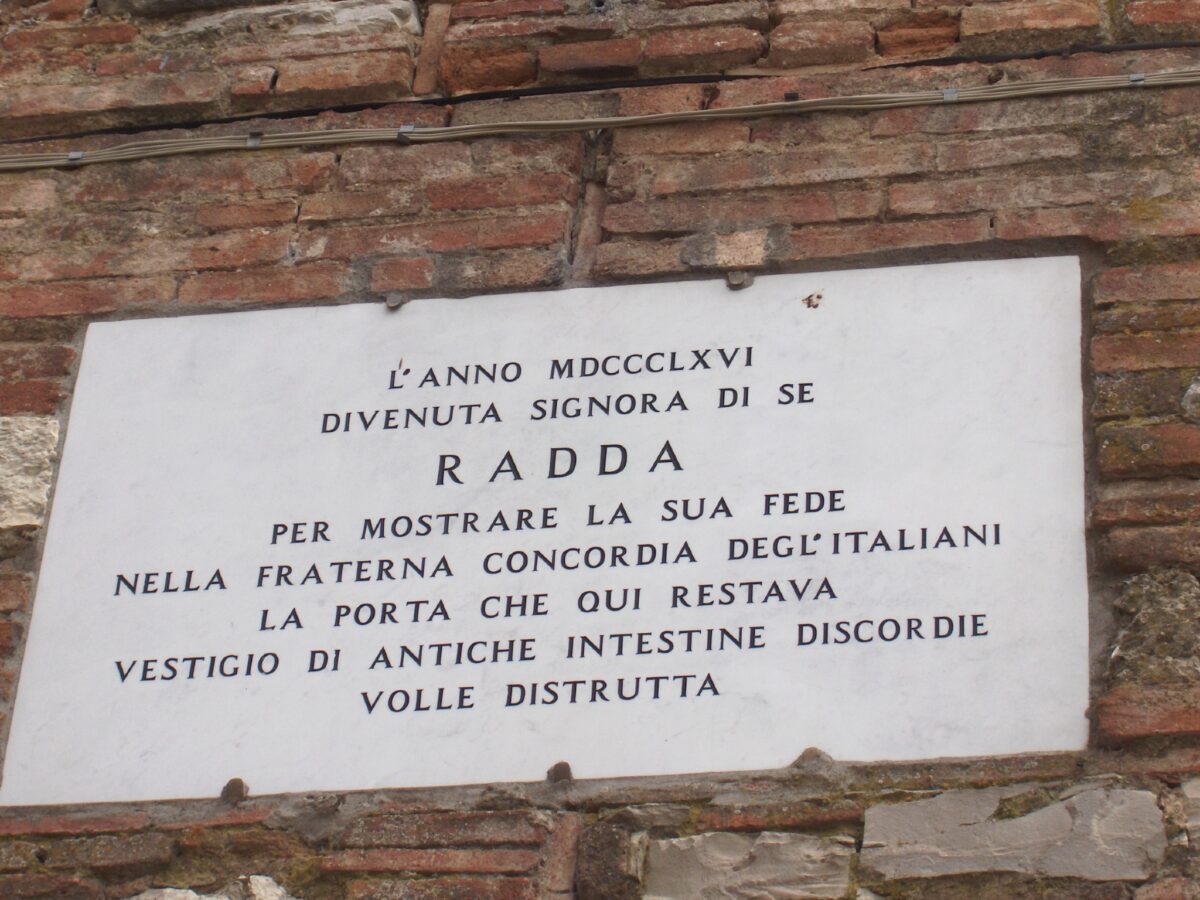 L'ANNO MDCCCLXVI
DIVENUTA SIGNORA DI SE
RADDA
PER MOSTRARE LA SUA FEDE
NELLA FRATERNA CONCORDIA DEGL'ITALIANI
LA PORTA CHE QUI RESTAVA
VESTIGIO DI ANTICHE INTESTINE DISCORDIE
VOLLE DISTRUTTA